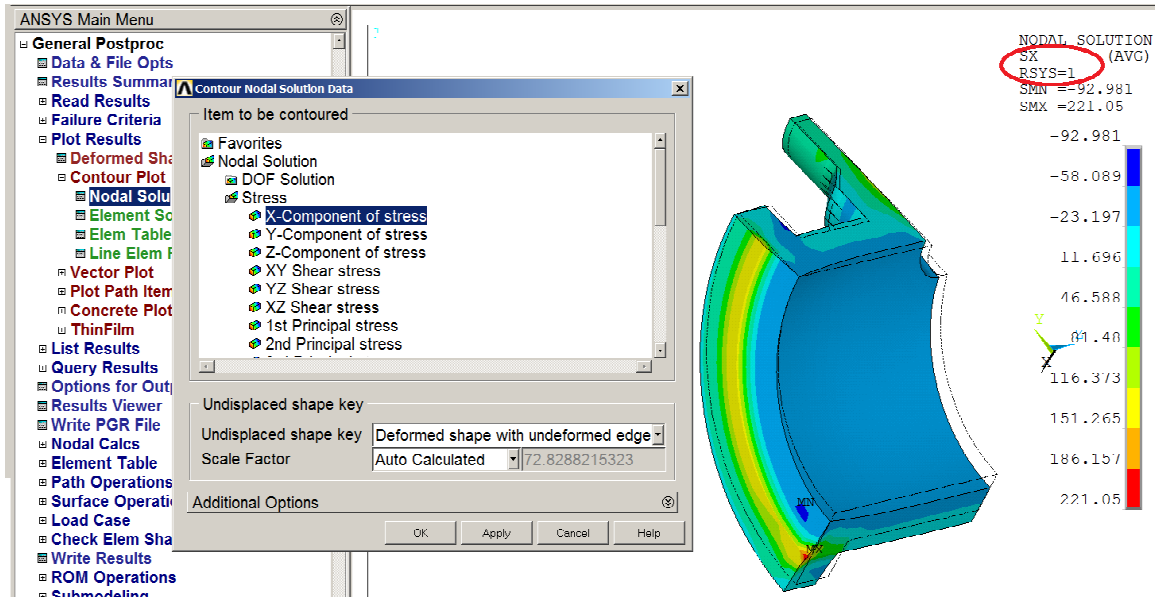 ANSYS Main Menu
General Postproc
Data & File Opts
Results Summar
Read Results
Failure Criteria
Plot Results
Deformed Sha
Contour Plot
Nodal Solu
Element So
Elem Table
Line Elem R
Vector Plot
Plot Path Item
Concrete Plot
ThinFilm
List Results
Query Results
Options for Outp
Results Viewer
Write PGR File
Nodal Calcs
Element Table
Path Operations
Surface Operati
Load Case
Check Elem Sha
Write Results
ROM Operations
Submodeling
Contour Nodal Solution Data
Item to be contoured
Favorites
Nodal Solution
DOF Solution
Stress
X-Component of stress
Y-Component of stress
Z-Component of stress
XY Shear stress
YZ Shear stress
XZ Shear stress
1st Principal stress
2nd Principal stress
Undisplaced shape key
Undisplaced shape key Deformed shape with undeformed edge
Scale Factor Auto Calculated 72.8288215323
Additional Options
OK Apply Cancel Help
NODAL SOLUTION
SX (AVG)
RSYS=1
SMN =-92.981
SMX =221.05
-92.981
-58.089
-23.197
11.696
46.588
81.48
116.373
151.265
186.157
221.05
Y
X
MN
MX